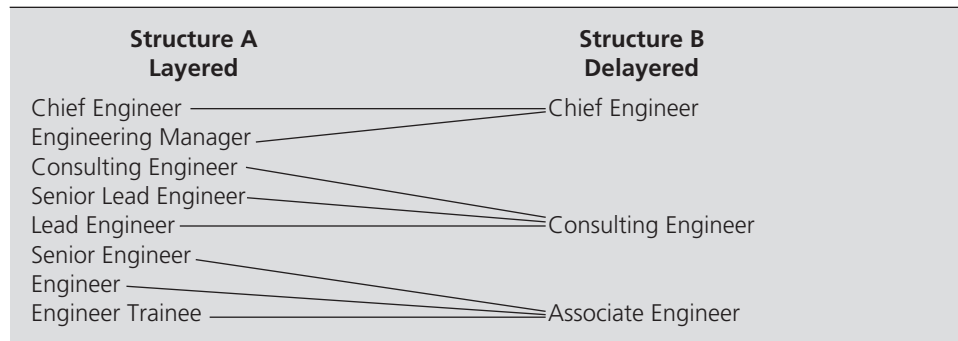 Structure A
Layered
Structure B
Delayered
Chief Engineer
Chief Engineer
Engineering Manager
Consulting Engineer
Senior Lead Engineer
Lead Engineer
Consulting Engineer
Senior Engineer
Engineer
Engineer Trainee
Associate Engineer